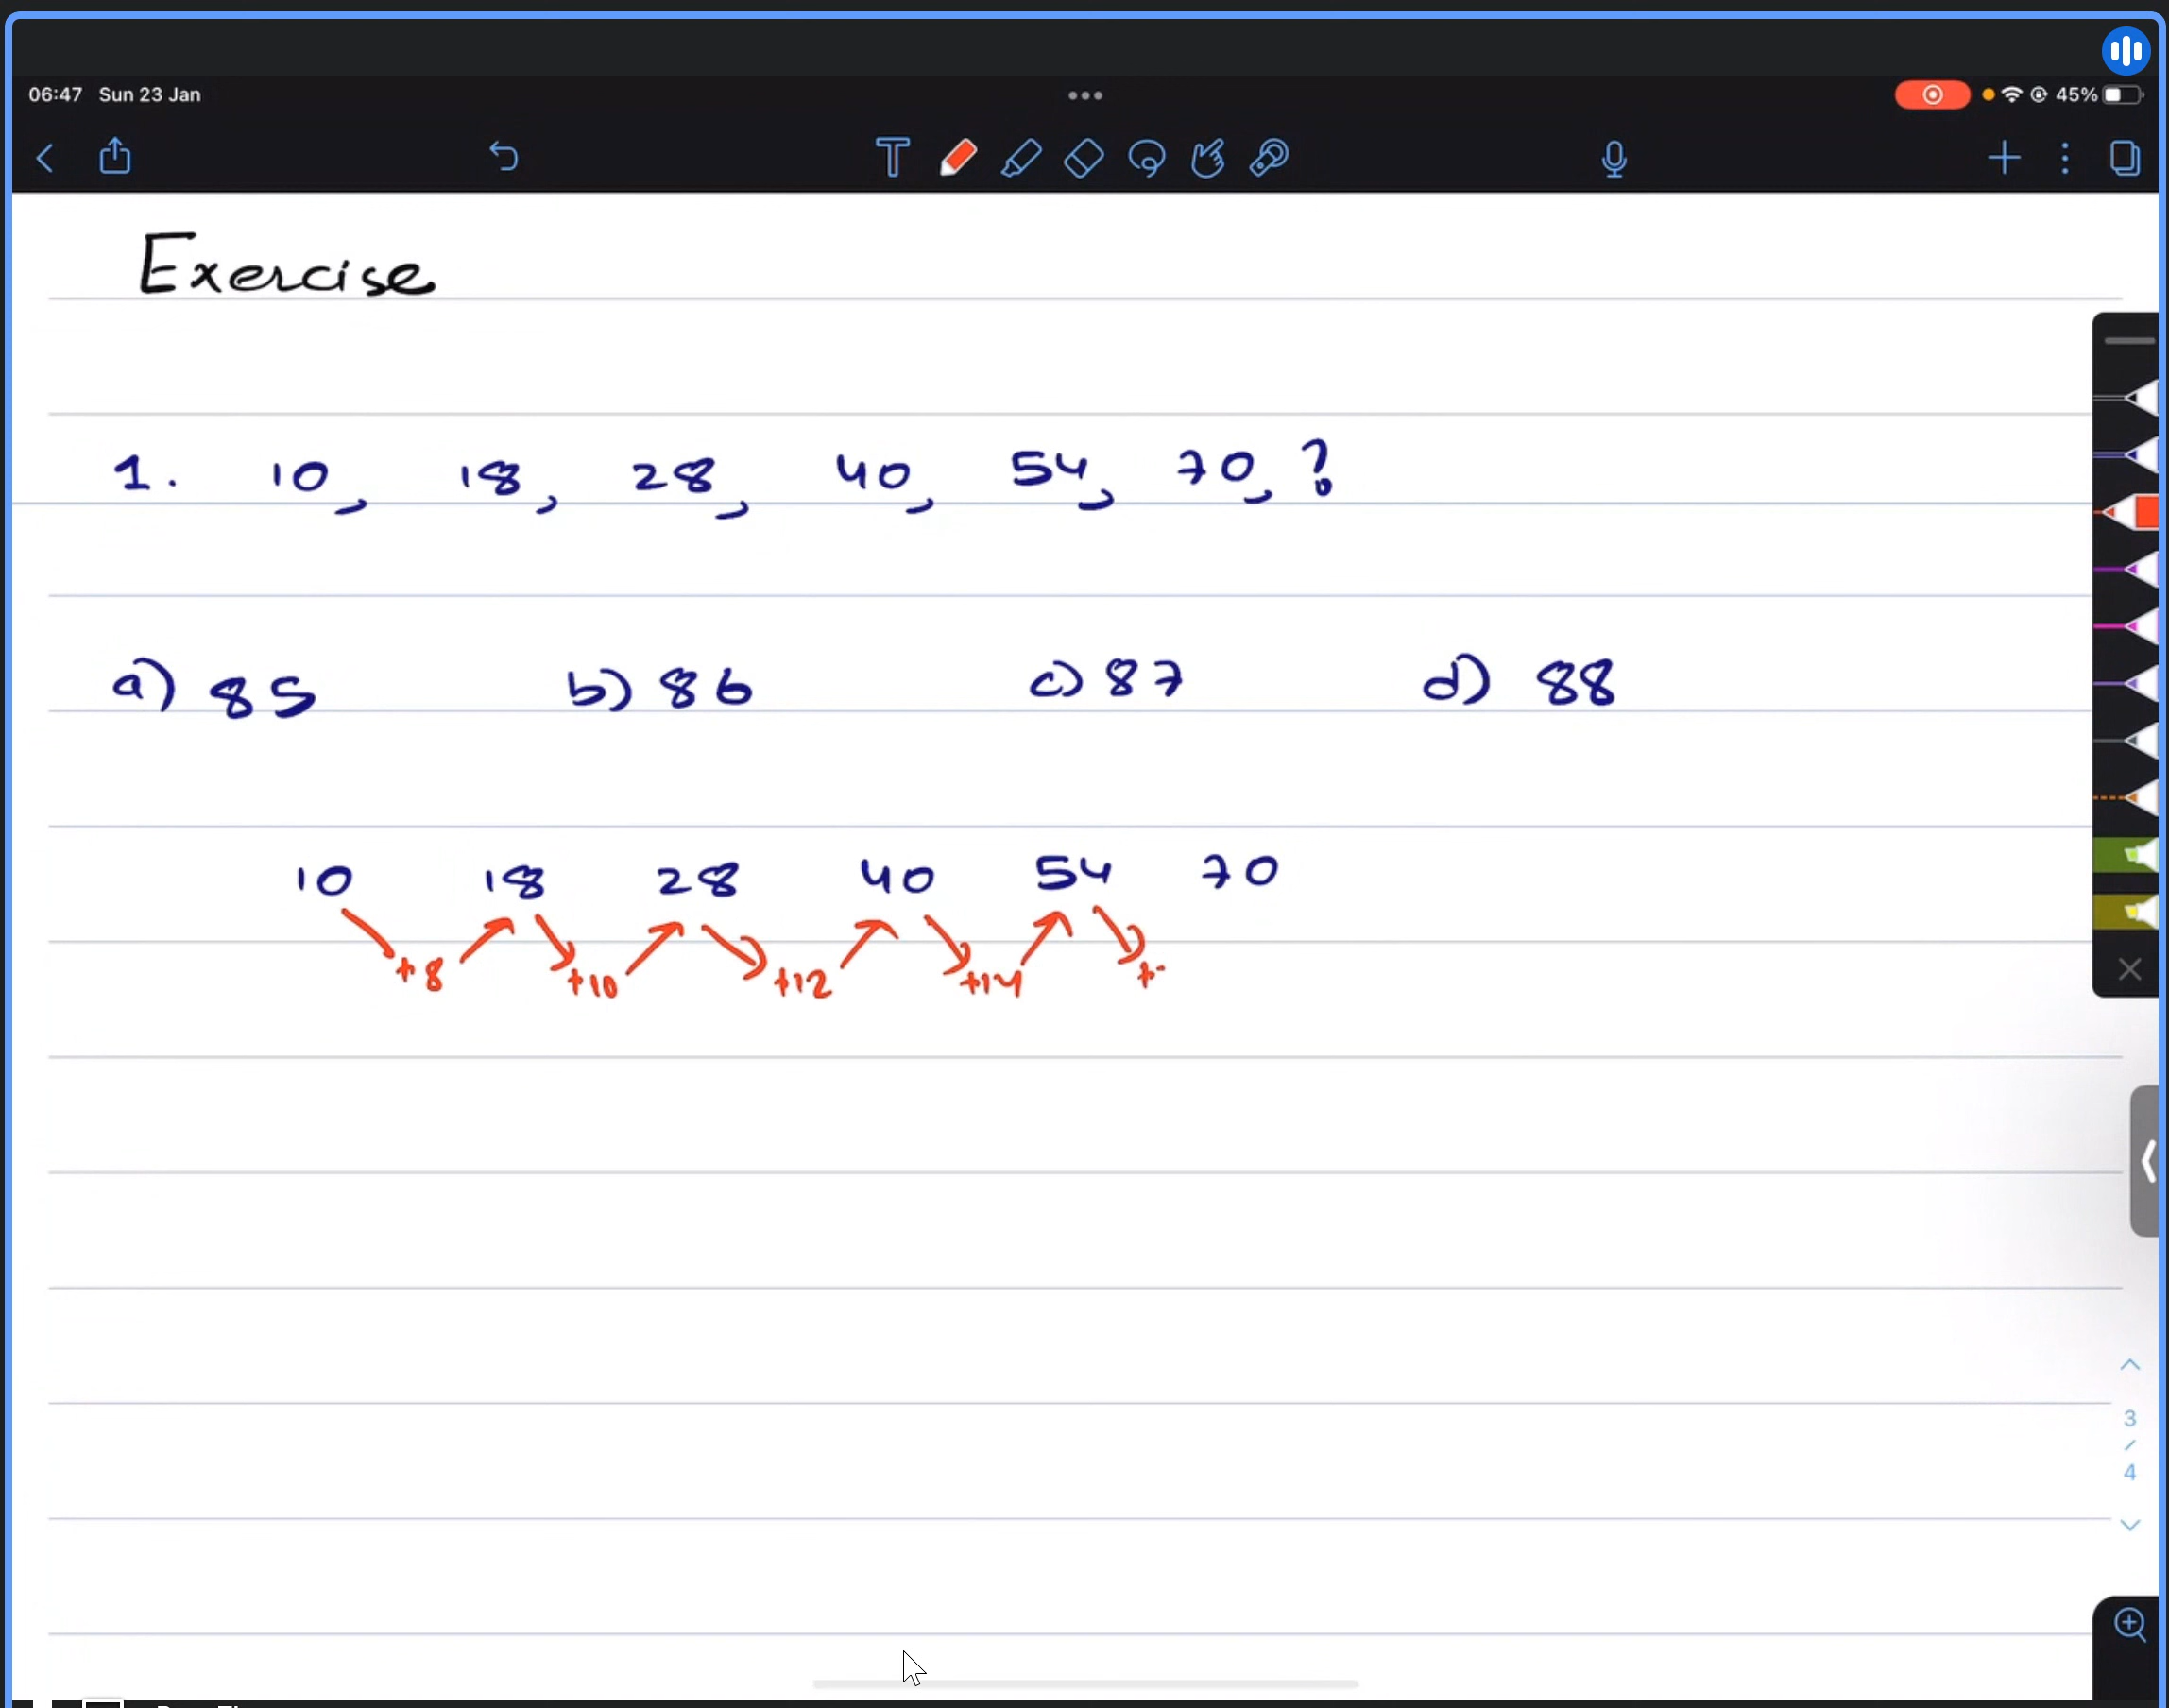 06:47 Sun 23 Jan
45%
Exercise
1. 10, 18, 28, 40, 54, 70, ?
a) 85 b) 86 c) 87 d) 88
10 18 28 40 54 70
+8 +10 +12 +14 +
3
/
4